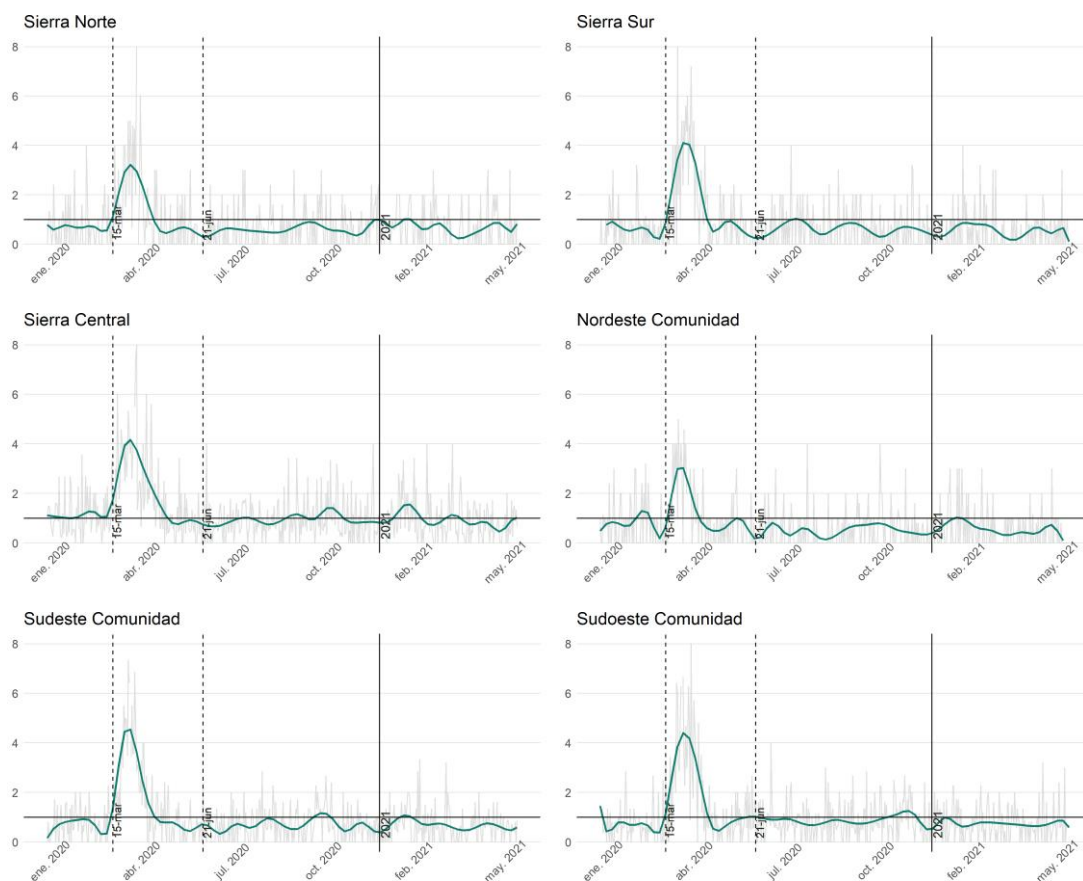 Sierra Norte
8
6
4
2
0
15-mar
21-jun
2021
ene. 2020
abr. 2020
jul. 2020
oct. 2020
feb. 2021
may. 2021
Sierra Sur
8
6
4
2
0
15-mar
21-jun
2021
ene. 2020
abr. 2020
jul. 2020
oct. 2020
feb. 2021
may. 2021
Sierra Central
8
6
4
2
0
15-mar
21-jun
2021
ene. 2020
abr. 2020
jul. 2020
oct. 2020
feb. 2021
may. 2021
Nordeste Comunidad
8
6
4
2
0
15-mar
21-jun
2021
ene. 2020
abr. 2020
jul. 2020
oct. 2020
feb. 2021
may. 2021
Sudeste Comunidad
8
6
4
2
0
15-mar
21-jun
2021
ene. 2020
abr. 2020
jul. 2020
oct. 2020
feb. 2021
may. 2021
Sudoeste Comunidad
8
6
4
2
0
15-mar
21-jun
2021
ene. 2020
abr. 2020
jul. 2020
oct. 2020
feb. 2021
may. 2021